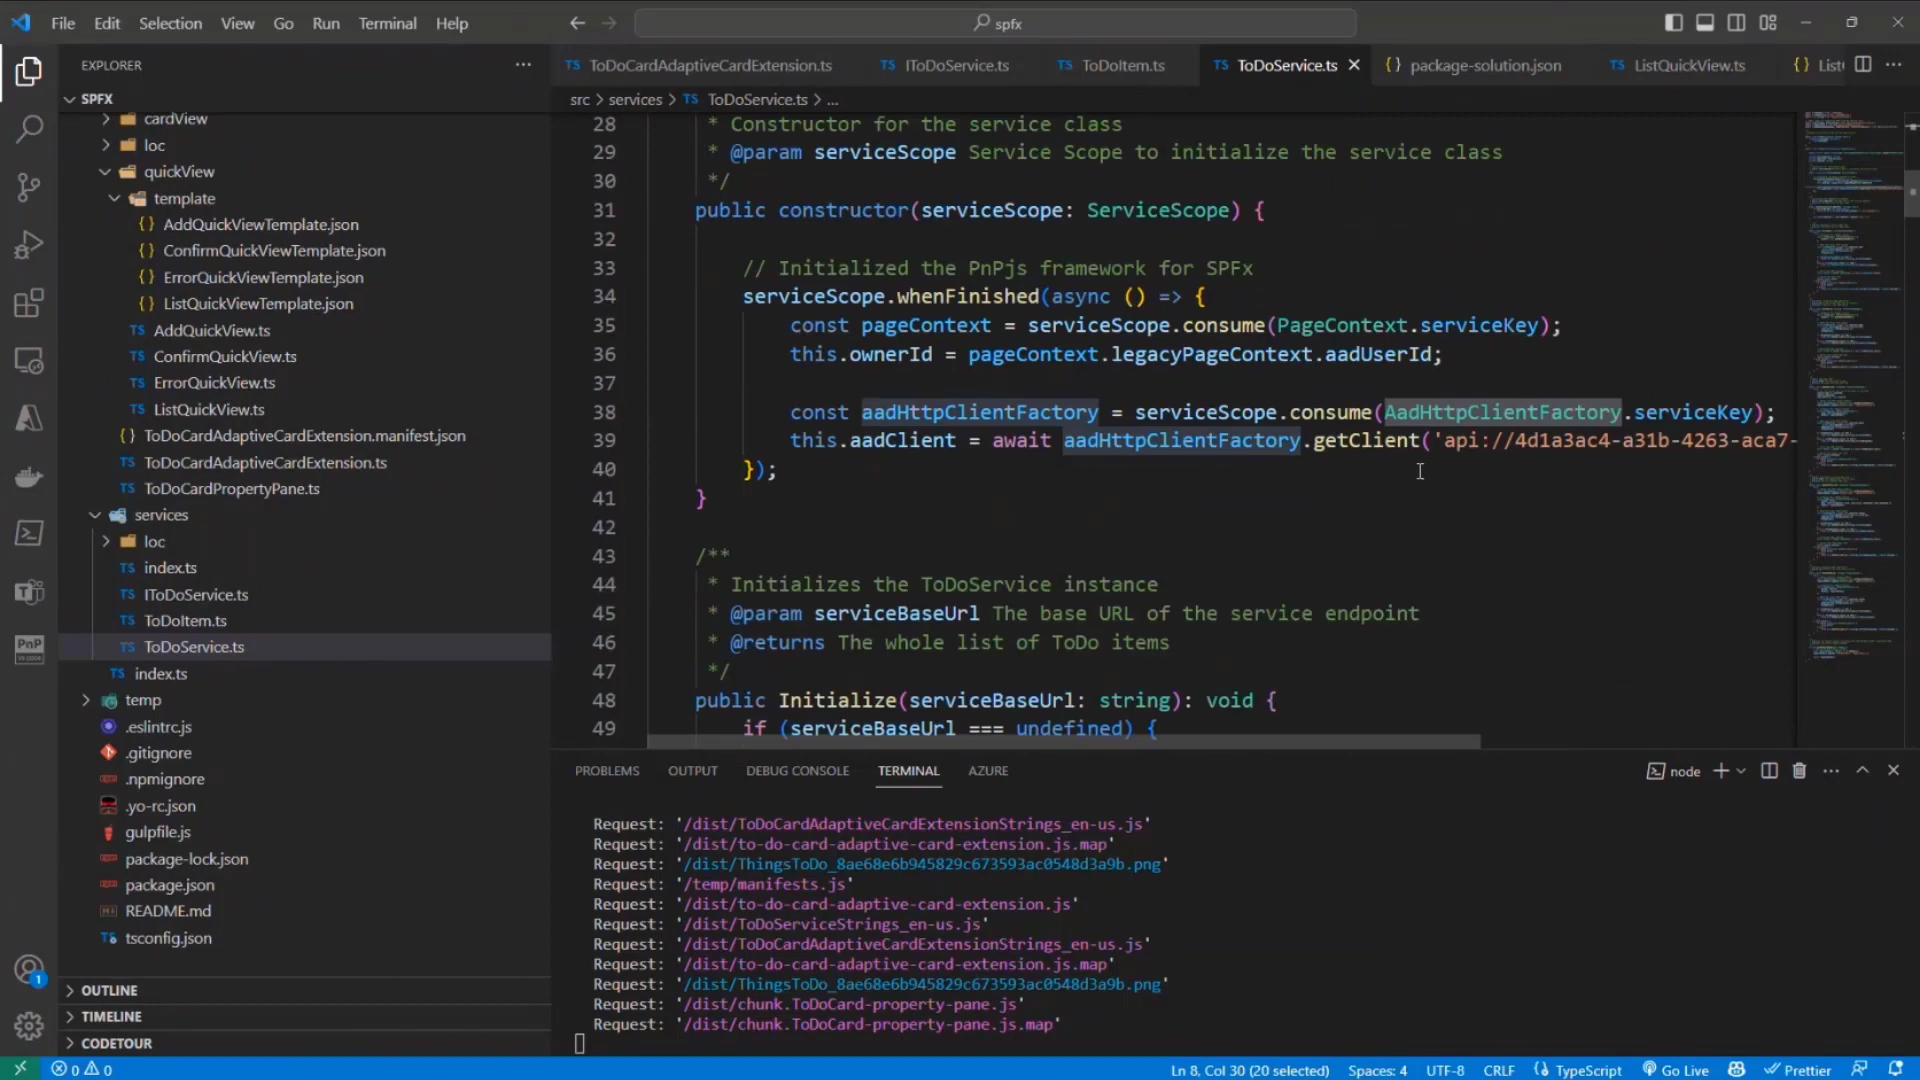 File Edit Selection View Go Run Terminal Help
spfx
EXPLORER
SPFX
cardView
loc
quickView
template
AddQuickViewTemplate.json
ConfirmQuickViewTemplate.json
ErrorQuickViewTemplate.json
ListQuickViewTemplate.json
AddQuickView.ts
ConfirmQuickView.ts
ErrorQuickView.ts
ListQuickView.ts
ToDoCardAdaptiveCardExtension.manifest.json
ToDoCardAdaptiveCardExtension.ts
ToDoCardPropertyPane.ts
services
loc
index.ts
IToDoService.ts
ToDoItem.ts
ToDoService.ts
index.ts
temp
.eslintrc.js
.gitignore
.npmignore
.yo-rc.json
gulpfile.js
package-lock.json
package.json
README.md
tsconfig.json
OUTLINE
TIMELINE
CODETOUR
TS ToDoCardAdaptiveCardExtension.ts TS IToDoService.ts TS ToDoItem.ts TS ToDoService.ts {} package-solution.json TS ListQuickView.ts {} List
src > services > TS ToDoService.ts > ...
28 * Constructor for the service class
29 * @param serviceScope Service Scope to initialize the service class
30 */
31 public constructor(serviceScope: ServiceScope) {
32
33 // Initialized the PnPjs framework for SPFx
34 serviceScope.whenFinished(async () => {
35 const pageContext = serviceScope.consume(PageContext.serviceKey);
36 this.ownerId = pageContext.legacyPageContext.aadUserId;
37
38 const aadHttpClientFactory = serviceScope.consume(AadHttpClientFactory.serviceKey);
39 this.aadClient = await aadHttpClientFactory.getClient('api://4d1a3ac4-a31b-4263-aca7-
40 });
41 }
42
43 /**
44 * Initializes the ToDoService instance
45 * @param serviceBaseUrl The base URL of the service endpoint
46 * @returns The whole list of ToDo items
47 */
48 public Initialize(serviceBaseUrl: string): void {
49 if (serviceBaseUrl === undefined) {
PROBLEMS OUTPUT DEBUG CONSOLE TERMINAL AZURE
node
Request: '/dist/ToDoCardAdaptiveCardExtensionStrings_en-us.js'
Request: '/dist/to-do-card-adaptive-card-extension.js.map'
Request: '/dist/ThingsToDo_8ae68e6b945829c673593ac0548d3a9b.png'
Request: '/temp/manifests.js'
Request: '/dist/to-do-card-adaptive-card-extension.js'
Request: '/dist/ToDoServiceStrings_en-us.js'
Request: '/dist/ToDoCardAdaptiveCardExtensionStrings_en-us.js'
Request: '/dist/to-do-card-adaptive-card-extension.js.map'
Request: '/dist/ThingsToDo_8ae68e6b945829c673593ac0548d3a9b.png'
Request: '/dist/chunk.ToDoCard-property-pane.js'
Request: '/dist/chunk.ToDoCard-property-pane.js.map'
0 0 Ln 8, Col 30 (20 selected) Spaces: 4 UTF-8 CRLF {} TypeScript Go Live Prettier